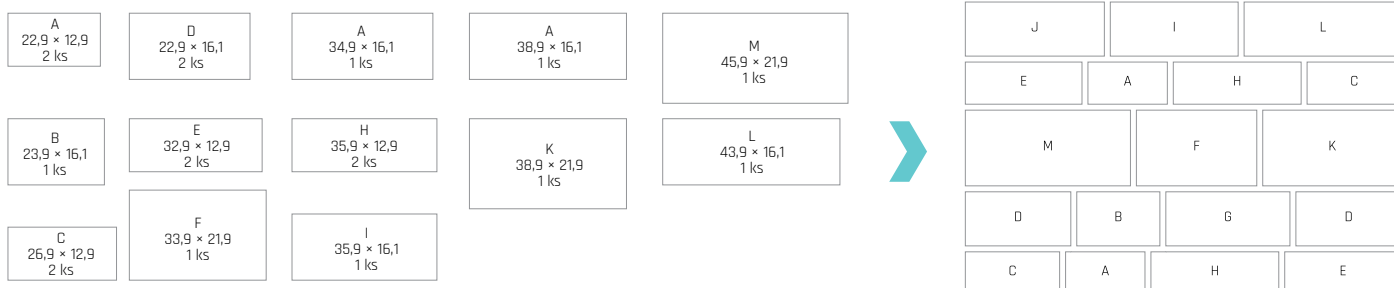 A
22,9 × 12,9
2 ks
D
22,9 × 16,1
2 ks
A
34,9 × 16,1
1 ks
A
38,9 × 16,1
1 ks
M
45,9 × 21,9
1 ks
B
23,9 × 16,1
1 ks
E
32,9 × 12,9
2 ks
H
35,9 × 12,9
2 ks
K
38,9 × 21,9
1 ks
L
43,9 × 16,1
1 ks
C
26,9 × 12,9
2 ks
F
33,9 × 21,9
1 ks
I
35,9 × 16,1
1 ks
J I L
E A H C
M F K
D B G D
C A H E